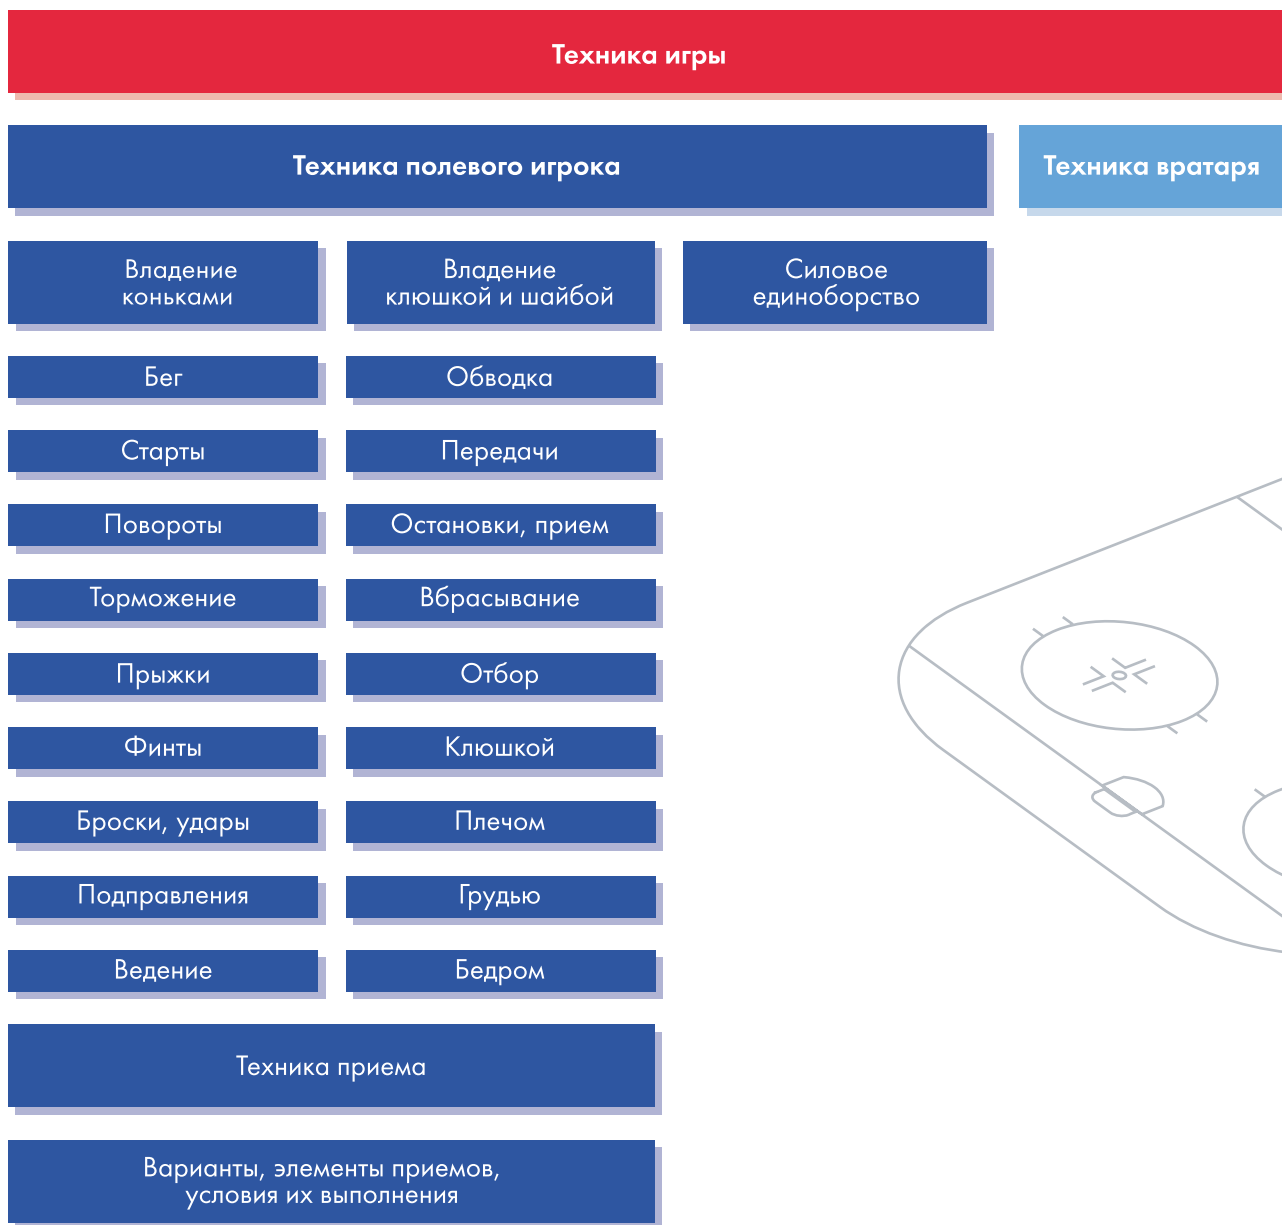 Техника игры
Техника полевого игрока
Техника вратаря
Владение
коньками
Владение
клюшкой и шайбой
Силовое
единоборство
Бег
Обводка
Старты
Передачи
Повороты
Остановки, прием
Торможение
Вбрасывание
Прыжки
Отбор
Финты
Клюшкой
Броски, удары
Плечом
Подправления
Грудью
Ведение
Бедром
Техника приема
Варианты, элементы приемов,
условия их выполнения